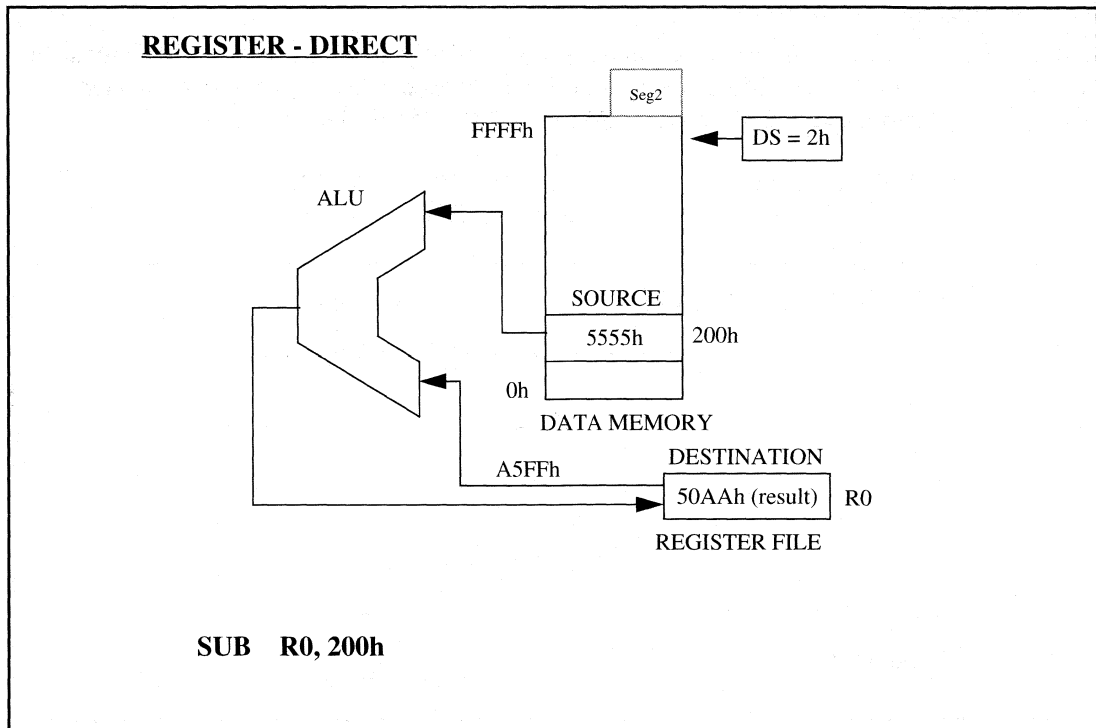 REGISTER - DIRECT
Seg2
FFFFh
DS = 2h
ALU
SOURCE
5555h
200h
0h
DATA MEMORY
A5FFh
DESTINATION
50AAh (result)
R0
REGISTER FILE
SUB R0, 200h